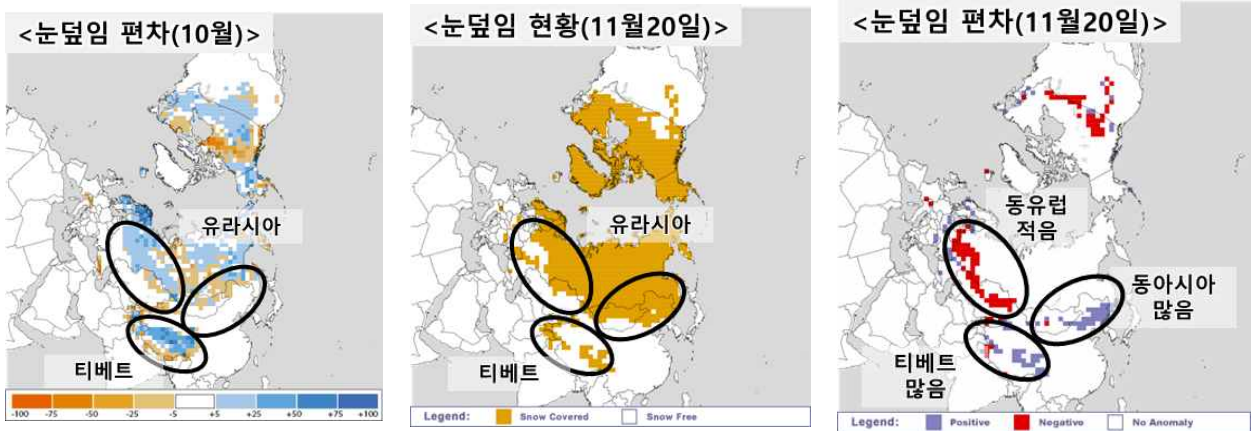 <눈덮임 편차(10월)>
유라시아
티베트
-100 -75 -50 -25 -5 +5 +25 +50 +75 +100
<눈덮임 현황(11월20일)>
유라시아
티베트
Legend: Snow Covered Snow Free
<눈덮임 편차(11월20일)>
동유럽
적음
동아시아
많음
티베트
많음
Legend: Positive Negative No Anomaly